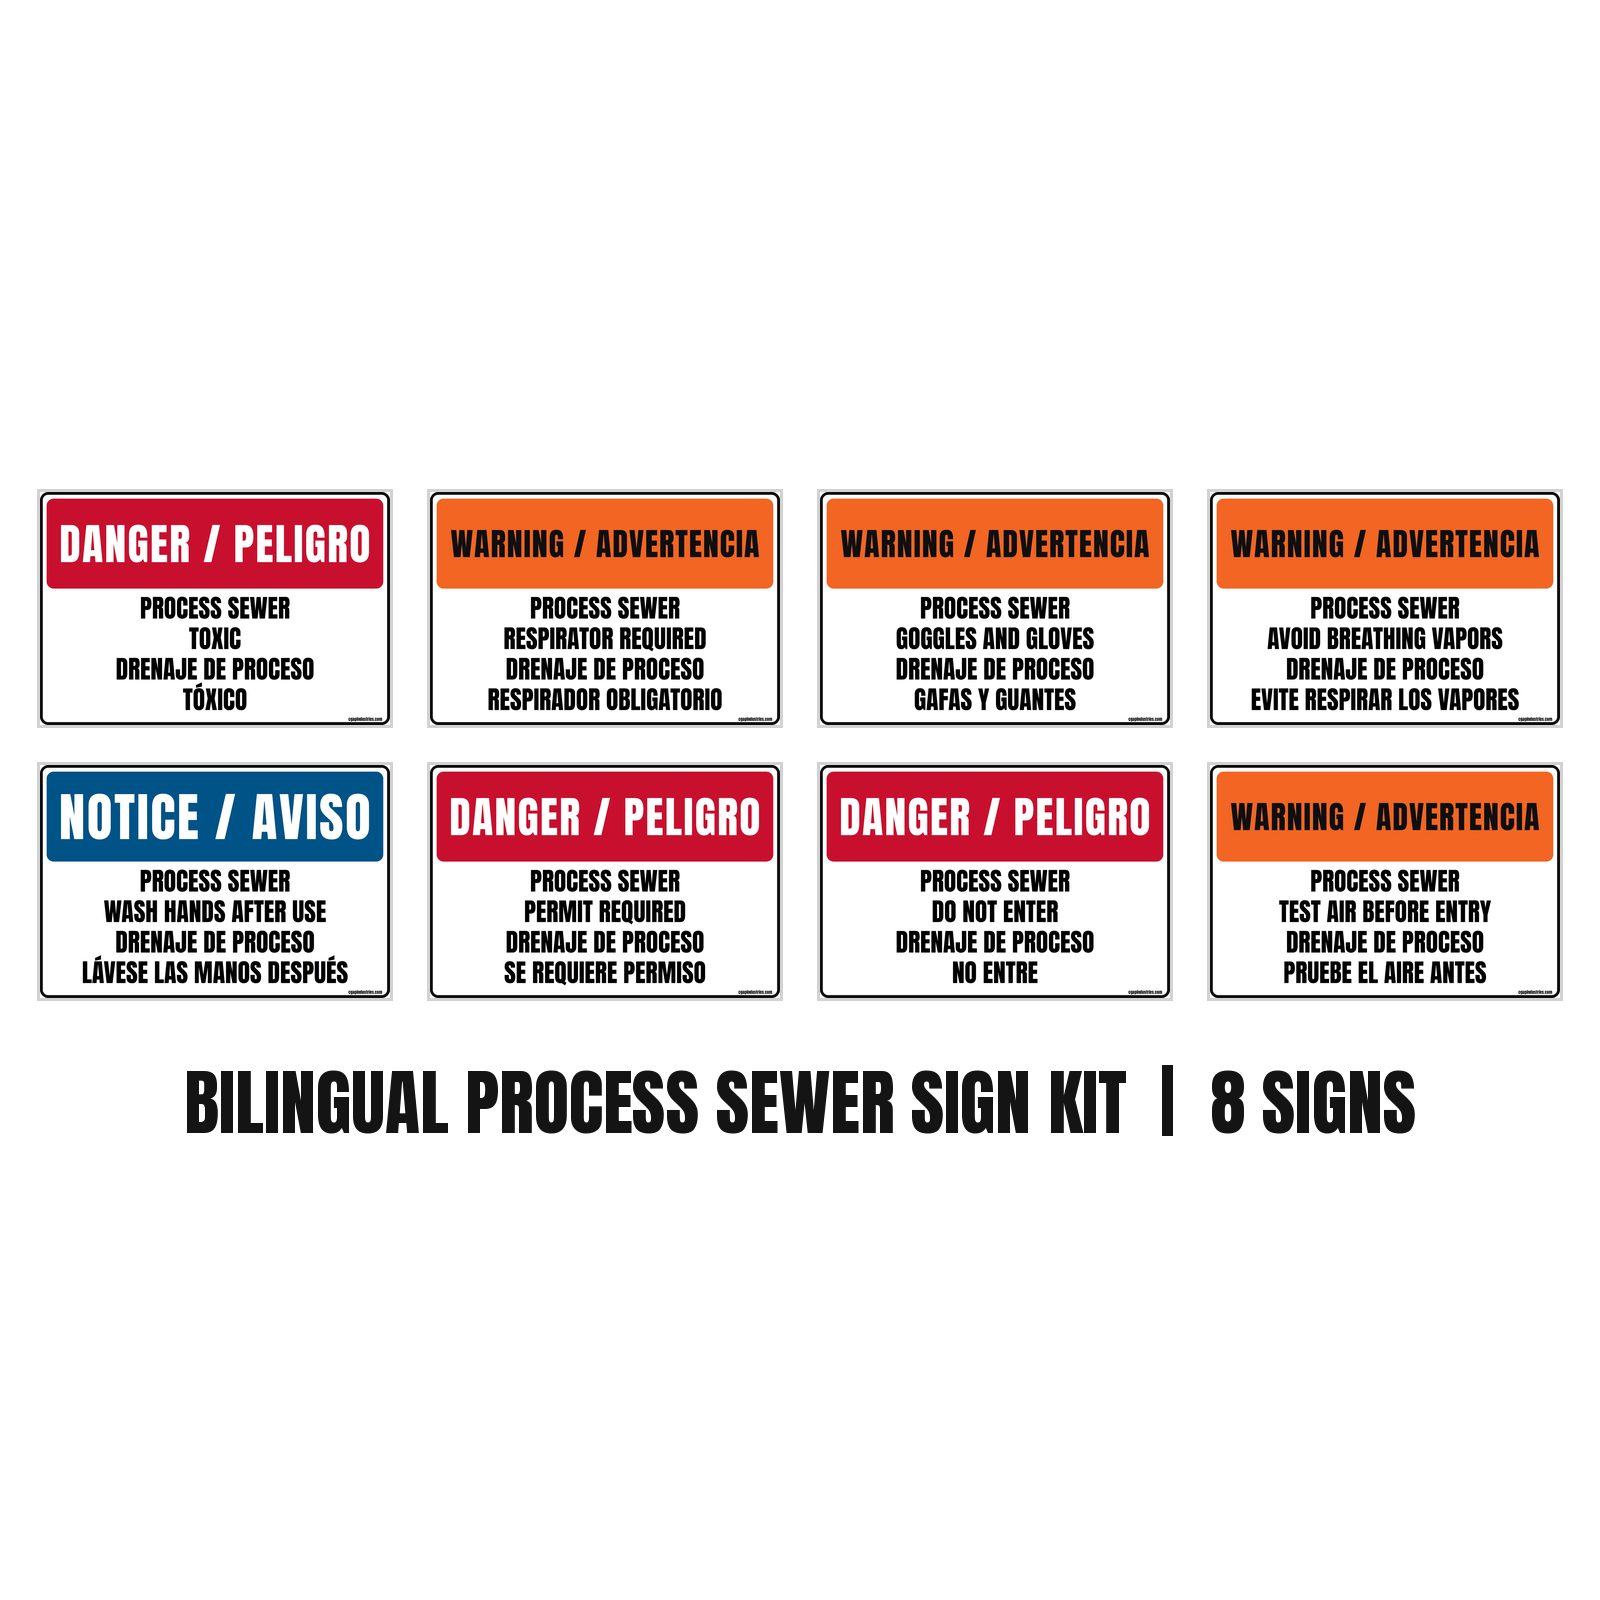 DANGER / PELIGRO
PROCESS SEWER
TOXIC
DRENAJE DE PROCESO
TÓXICO
WARNING / ADVERTENCIA
PROCESS SEWER
RESPIRATOR REQUIRED
DRENAJE DE PROCESO
RESPIRADOR OBLIGATORIO
WARNING / ADVERTENCIA
PROCESS SEWER
GOGGLES AND GLOVES
DRENAJE DE PROCESO
GAFAS Y GUANTES
WARNING / ADVERTENCIA
PROCESS SEWER
AVOID BREATHING VAPORS
DRENAJE DE PROCESO
EVITE RESPIRAR LOS VAPORES
NOTICE / AVISO
PROCESS SEWER
WASH HANDS AFTER USE
DRENAJE DE PROCESO
LÁVESE LAS MANOS DESPUÉS
DANGER / PELIGRO
PROCESS SEWER
PERMIT REQUIRED
DRENAJE DE PROCESO
SE REQUIERE PERMISO
DANGER / PELIGRO
PROCESS SEWER
DO NOT ENTER
DRENAJE DE PROCESO
NO ENTRE
WARNING / ADVERTENCIA
PROCESS SEWER
TEST AIR BEFORE ENTRY
DRENAJE DE PROCESO
PRUEBE EL AIRE ANTES
BILINGUAL PROCESS SEWER SIGN KIT | 8 SIGNS